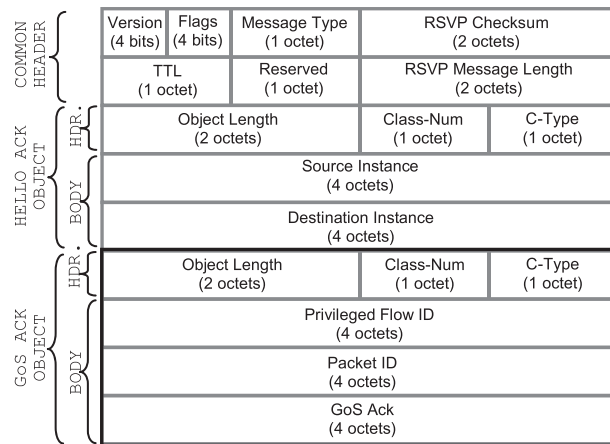 COMMON
HEADER
Version
(4 bits)
Flags
(4 bits)
Message Type
(1 octet)
RSVP Checksum
(2 octets)
TTL
(1 octet)
Reserved
(1 octet)
RSVP Message Length
(2 octets)
HELLO ACK
OBJECT
HDR.
Object Length
(2 octets)
Class-Num
(1 octet)
C-Type
(1 octet)
BODY
Source Instance
(4 octets)
Destination Instance
(4 octets)
GoS ACK
OBJECT
HDR.
Object Length
(2 octets)
Class-Num
(1 octet)
C-Type
(1 octet)
BODY
Privileged Flow ID
(4 octets)
Packet ID
(4 octets)
GoS Ack
(4 octets)